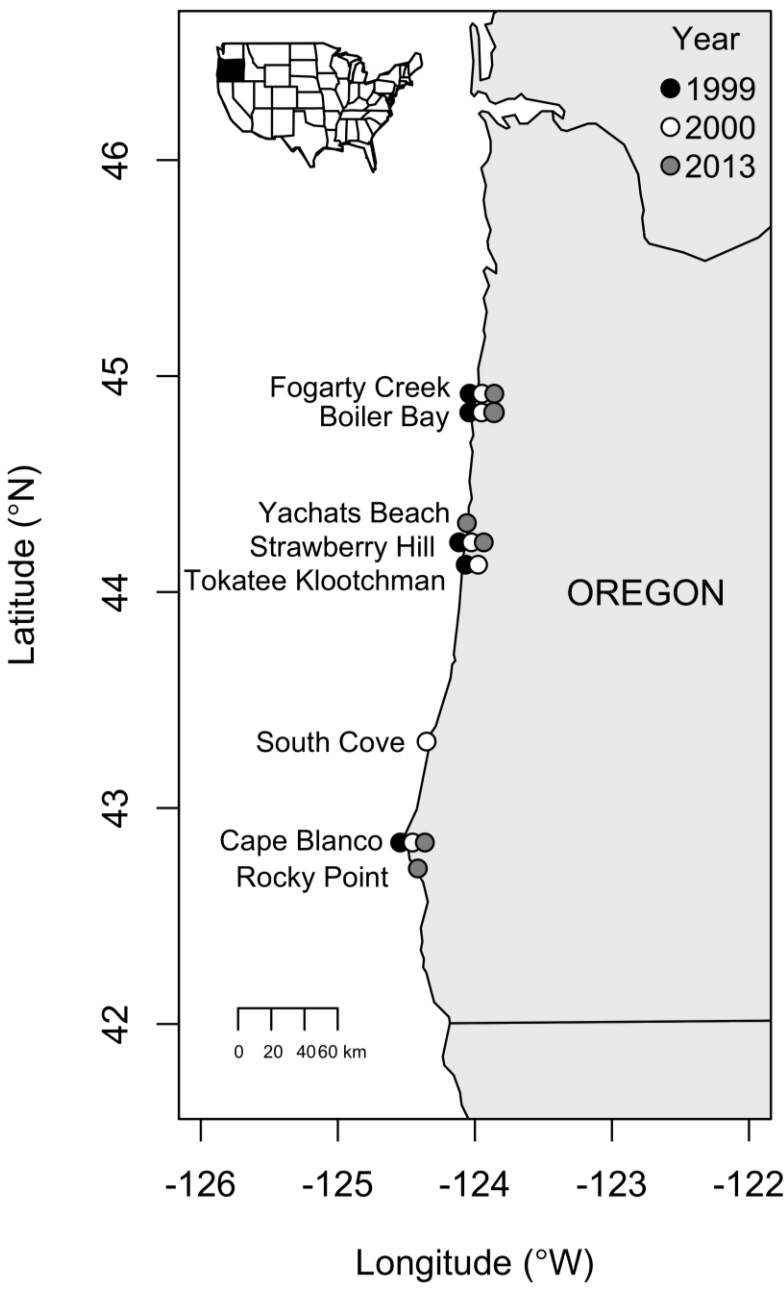 Year
1999
2000
2013
46
45
44
43
42
Latitude (°N)
Fogarty Creek
Boiler Bay
Yachats Beach
Strawberry Hill
Tokatee Klootchman
OREGON
South Cove
Cape Blanco
Rocky Point
0 20 40 60 km
-126 -125 -124 -123 -122
Longitude (°W)